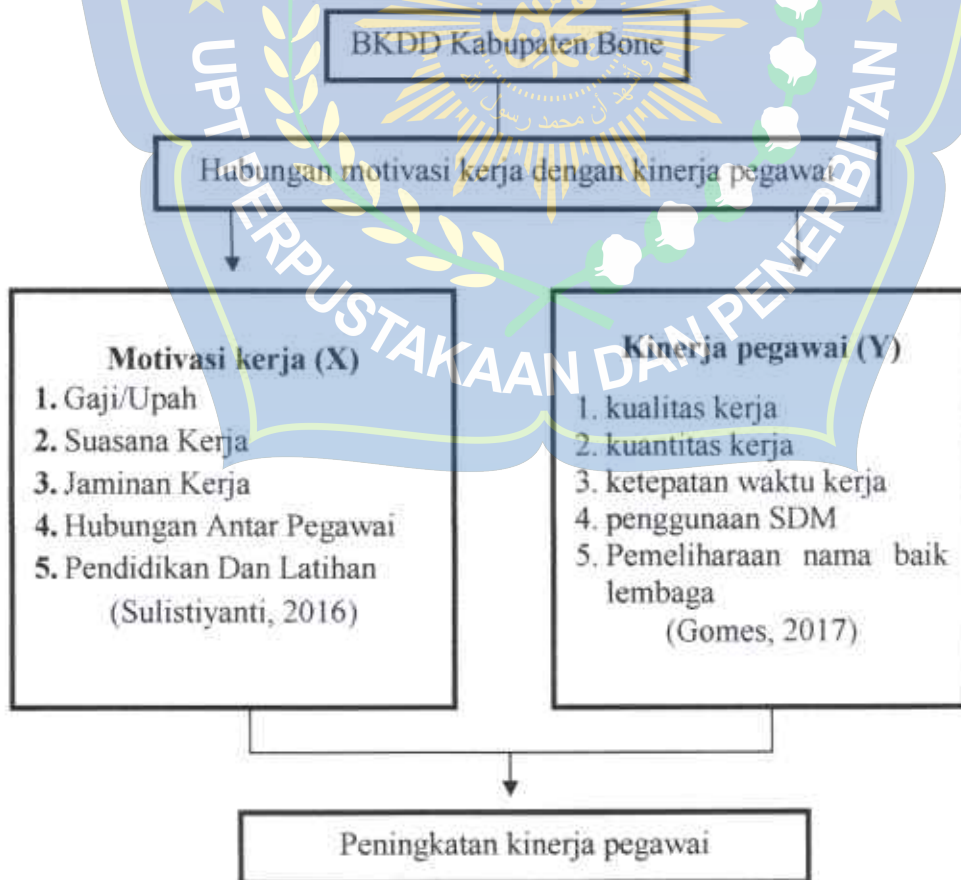 BKDD Kabupaten Bone
Hubungan motivasi kerja dengan kinerja pegawai
Motivasi kerja (X)
1. Gaji/Upah
2. Suasana Kerja
3. Jaminan Kerja
4. Hubungan Antar Pegawai
5. Pendidikan Dan Latihan
(Sulistiyanti, 2016)
Kinerja pegawai (Y)
1. kualitas kerja
2. kuantitas kerja
3. ketepatan waktu kerja
4. penggunaan SDM
5. Pemeliharaan nama baik
lembaga
(Gomes, 2017)
Peningkatan kinerja pegawai
UPT PERPUSTAKAAN DAN PENERBITAN